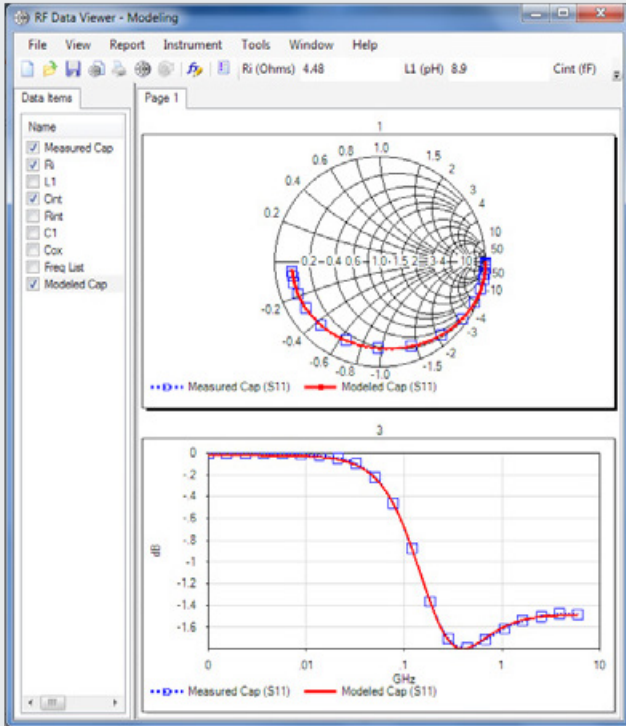 RF Data Viewer - Modeling
File View Report Instrument Tools Window Help
Ri (Ohms) 4.48 L1 (pH) 8.9 Cint (fF)
Data Items
Page 1
Name
Measured Cap
Ri
L1
Cint
Rint
C1
Cox
Freq List
Modeled Cap
1
1.0
0.8 1.5
0.6 2
0.4 3
4
0.2 10
50
0.2 0.4 0.6 1.0 1.5 2 3 4 10
50
-0.2 10
-4
-0.4 -3
-0.6 -2
-0.8 -1.5
-1.0
Measured Cap (S11) Modeled Cap (S11)
3
0
-.2
-.4
-.6
-.8
-1
-1.2
-1.4
-1.6
dB
0 .01 .1 1 10
GHz
Measured Cap (S11) Modeled Cap (S11)